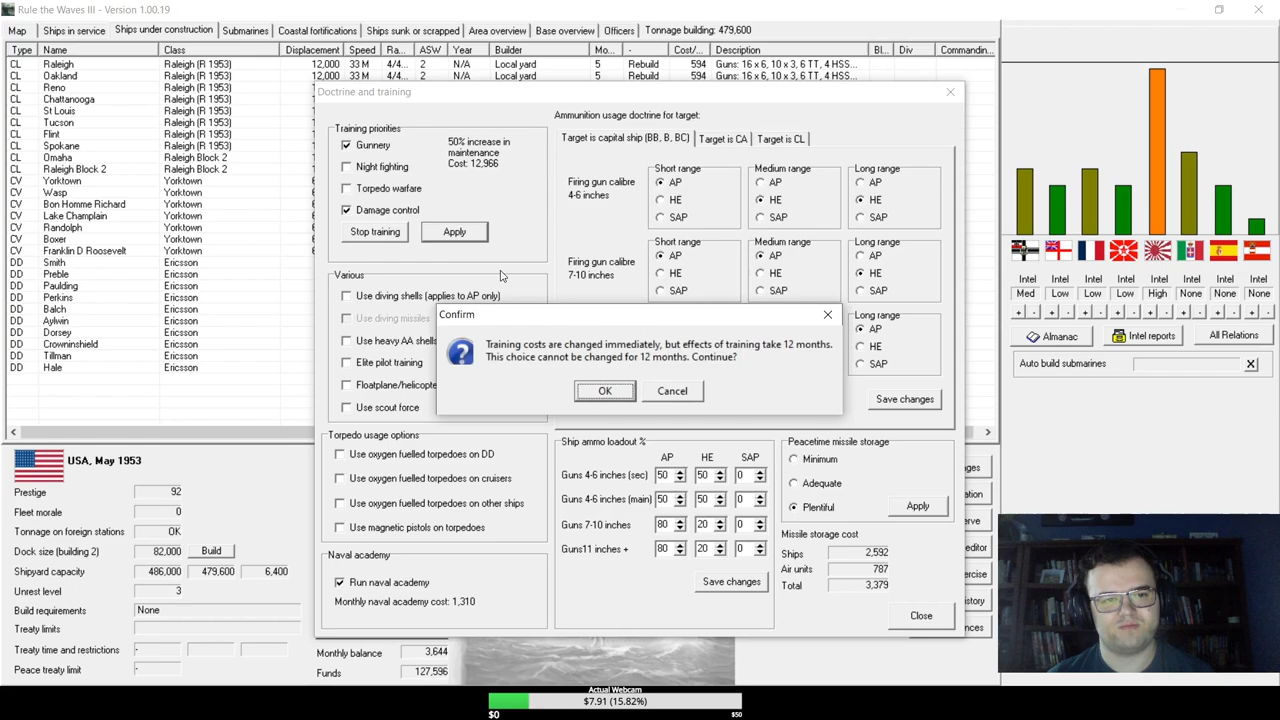 Rule the Waves III - Version 1.00.19
Map Ships in service Ships under construction Submarines Coastal fortifications Ships sunk or scrapped Area overview Base overview Officers Tonnage building: 479,600
Type Name Class Displacement Speed Ra... ASW Year Builder Mo... - Cost/... Description Bl... Div Commandin...
CL Raleigh Raleigh (R 1953) 12,000 33 M 4/4... 2 N/A Local yard 5 Rebuild 594 Guns: 16 x 6, 10 x 3, 6 TT, 4 HSS...
CL Oakland Raleigh (R 1953) 12,000 33 M 4/4... 2 N/A Local yard 5 Rebuild 594 Guns: 16 x 6, 10 x 3, 6 TT, 4 HSS...
CL Reno Raleigh (R 1953)
CL Chattanooga Raleigh (R 1953)
CL St Louis Raleigh (R 1953)
CL Tucson Raleigh (R 1953)
CL Flint Raleigh (R 1953)
CL Spokane Raleigh (R 1953)
CL Omaha Raleigh Block 2
CL Raleigh Block 2 Raleigh Block 2
CV Yorktown Yorktown
CV Wasp Yorktown
CV Bon Homme Richard Yorktown
CV Lake Champlain Yorktown
CV Randolph Yorktown
CV Boxer Yorktown
CV Franklin D Roosevelt Yorktown
DD Smith Ericsson
DD Preble Ericsson
DD Paulding Ericsson
DD Perkins Ericsson
DD Balch Ericsson
DD Aylwin Ericsson
DD Dorsey Ericsson
DD Crowninshield Ericsson
DD Tillman Ericsson
DD Hale Ericsson
Doctrine and training
Training priorities
Gunnery
Night fighting
Torpedo warfare
Damage control
50% increase in
maintenance
Cost: 12,966
Stop training Apply
Various
Use diving shells (applies to AP only)
Use diving missiles
Use heavy AA shells
Elite pilot training
Floatplane/helicopte
Use scout force
Torpedo usage options
Use oxygen fuelled torpedoes on DD
Use oxygen fuelled torpedoes on cruisers
Use oxygen fuelled torpedoes on other ships
Use magnetic pistols on torpedoes
Naval academy
Run naval academy
Monthly naval academy cost: 1,310
Ammunition usage doctrine for target:
Target is capital ship (BB, B, BC) Target is CA Target is CL
Firing gun calibre
4-6 inches
Short range Medium range Long range
AP AP AP
HE HE HE
SAP SAP SAP
Firing gun calibre
7-10 inches
Short range Medium range Long range
AP AP AP
HE HE HE
SAP SAP SAP
Long range
AP
HE
SAP
Save changes
Confirm
Training costs are changed immediately, but effects of training take 12 months.
This choice cannot be changed for 12 months. Continue?
OK Cancel
Ship ammo loadout %
AP HE SAP
Guns 4-6 inches (sec) 50 50 0
Guns 4-6 inches (main) 50 50 0
Guns 7-10 inches 80 20 0
Guns11 inches + 80 20 0
Save changes
Peacetime missile storage
Minimum
Adequate
Plentiful
Apply
Missile storage cost
Ships 2,592
Air units 787
Total 3,379
Close
USA, May 1953
Prestige 92
Fleet morale 0
Tonnage on foreign stations OK
Dock size (building 2) 82,000 Build
Shipyard capacity 486,000 479,600 6,400
Unrest level 3
Build requirements None
Treaty limits
Treaty time and restrictions - - -
Peace treaty limit -
Monthly balance 3,644
Funds 127,596
ages
ation
erve
editor
ercise
istory
nces
Intel Intel Intel Intel Intel Intel Intel Intel
Med Low Low Low High None None None
+ - + - + - + - + - + - + - + -
Almanac Intel reports All Relations
Auto build submarines X
Actual Webcam
$7.91 (15.82%)
$0 $50